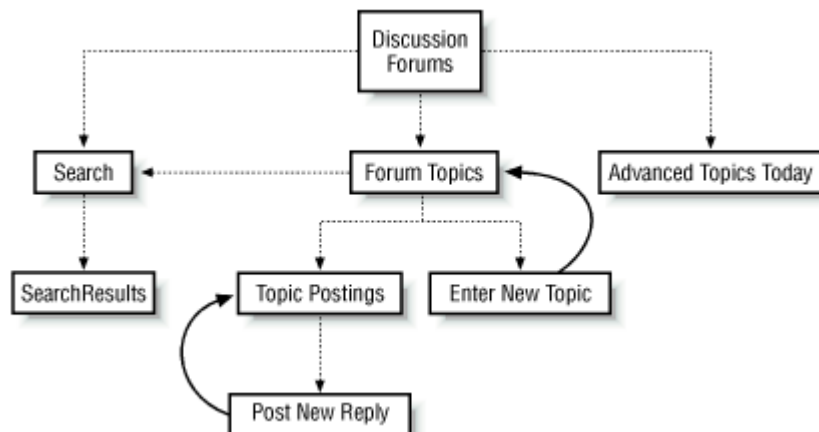 Discussion
Forums
Search
Forum Topics
Advanced Topics Today
SearchResults
Topic Postings
Enter New Topic
Post New Reply